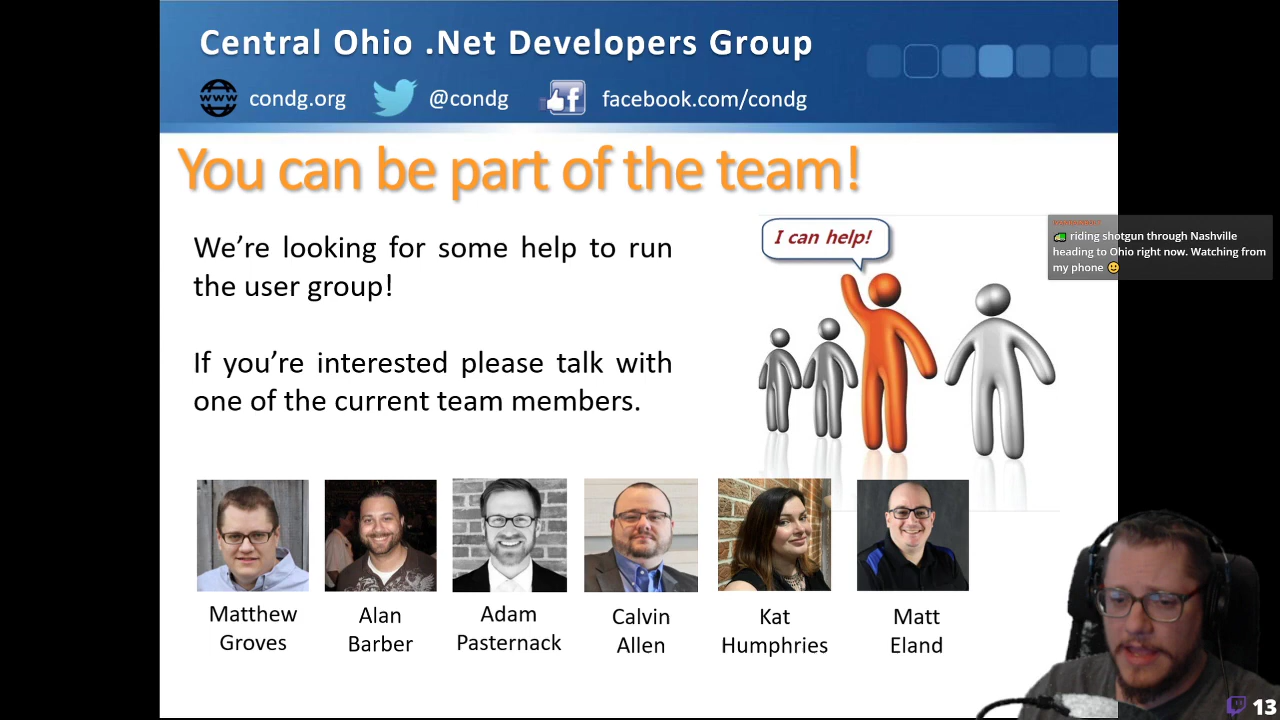 Central Ohio .Net Developers Group
www condg.org @condg facebook.com/condg
You can be part of the team!
We're looking for some help to run
the user group!
I can help!
riding shotgun through Nashville
heading to Ohio right now. Watching from
my phone
If you're interested please talk with
one of the current team members.
Matthew Groves
Alan Barber
Adam Pasternack
Calvin Allen
Kat Humphries
Matt Eland
13